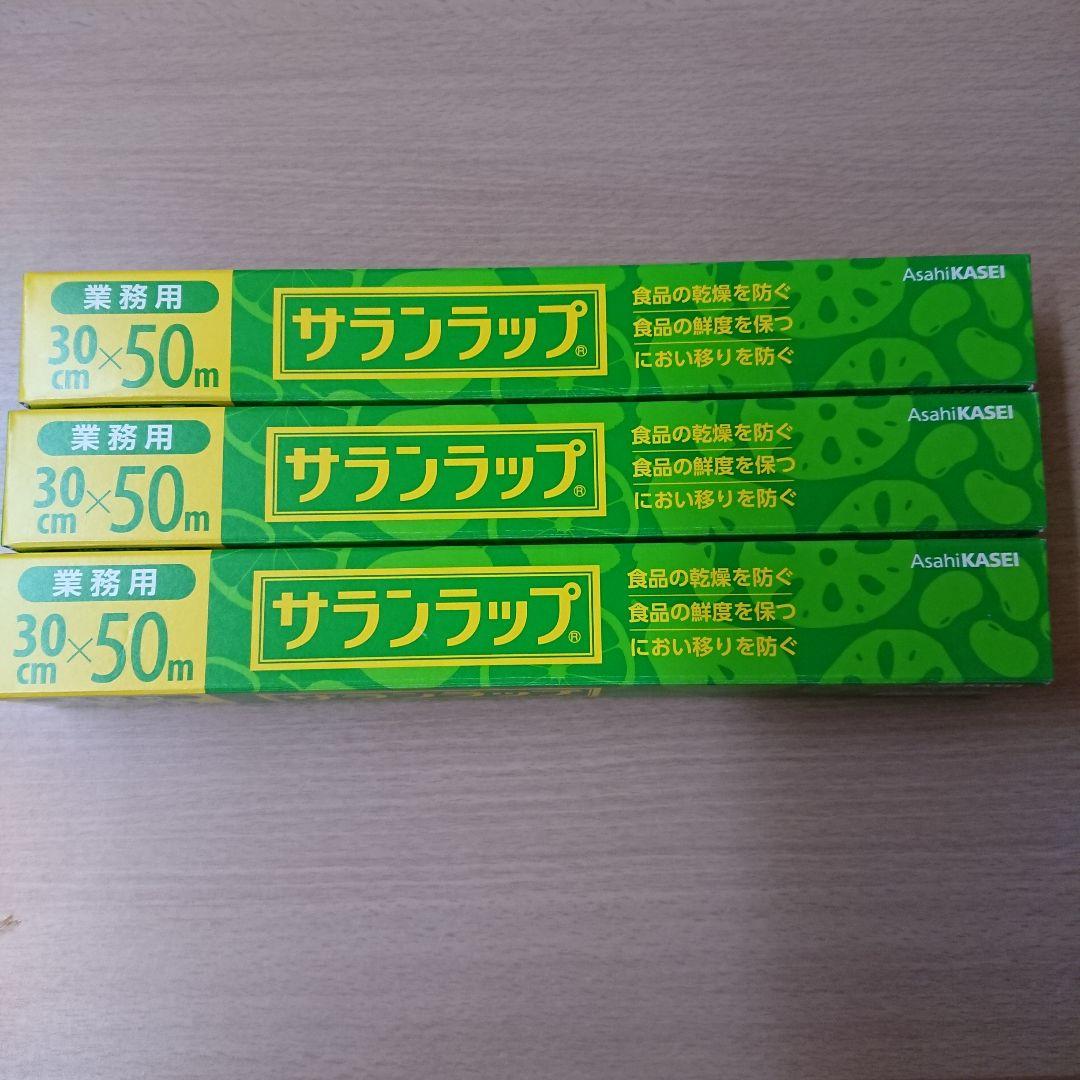 業務用
30cm×50m
サランラップ®
食品の乾燥を防ぐ
食品の鮮度を保つ
におい移りを防ぐ
AsahiKASEI
業務用
30cm×50m
サランラップ®
食品の乾燥を防ぐ
食品の鮮度を保つ
におい移りを防ぐ
AsahiKASEI
業務用
30cm×50m
サランラップ®
食品の乾燥を防ぐ
食品の鮮度を保つ
におい移りを防ぐ
AsahiKASEI